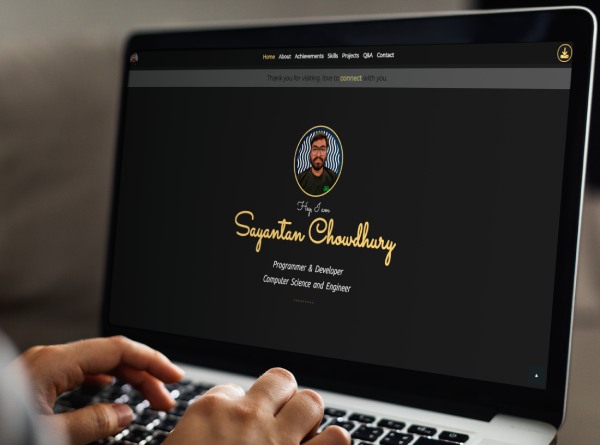 Home About Achievements Skills Projects Q&A Contact
Thank you for visiting, love to connect with you.
Hey I am
Sayantan Chowdhury
Programmer & Developer
Computer Science and Engineer